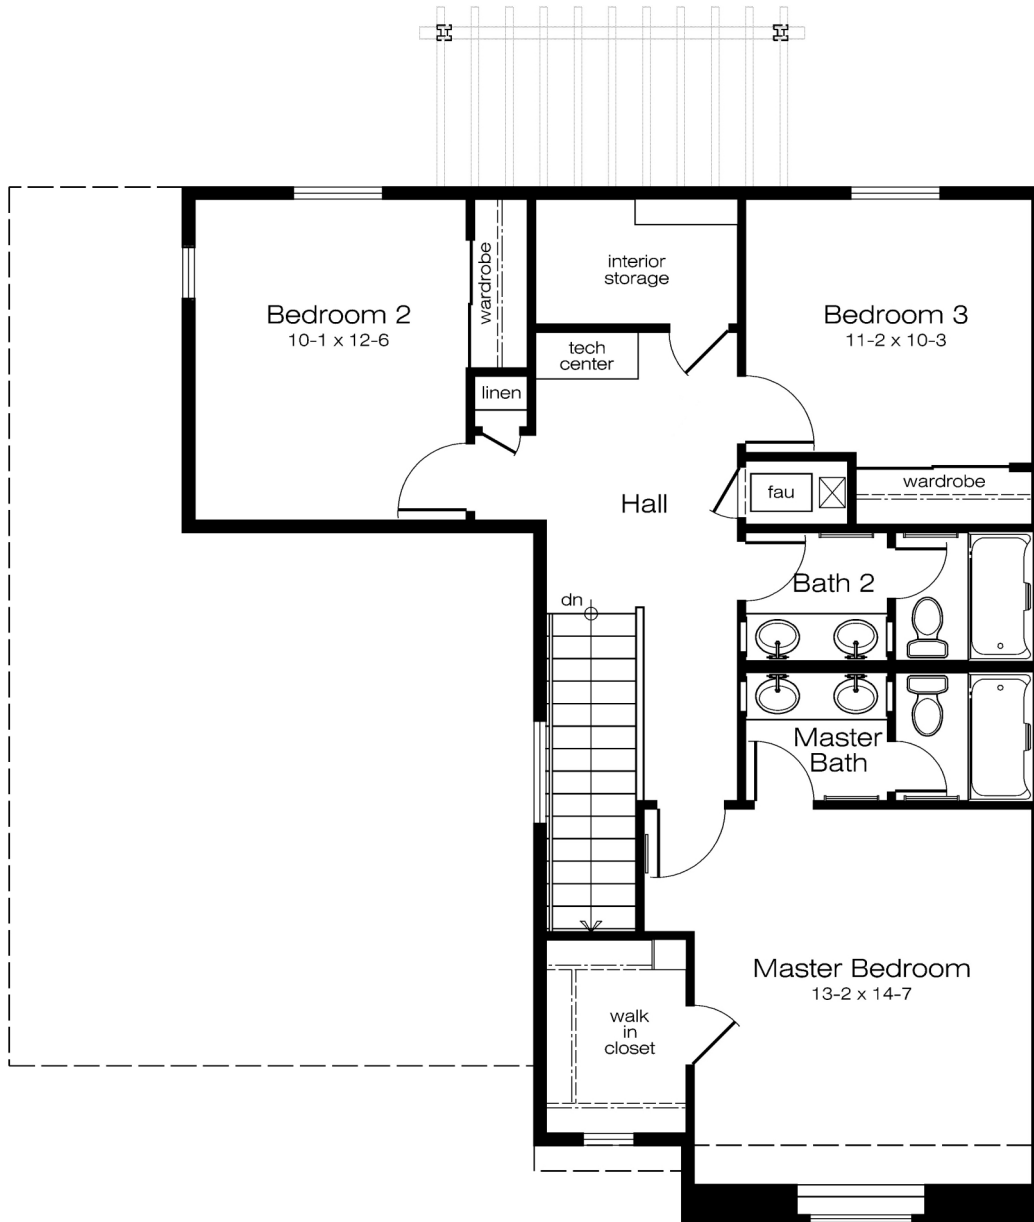 interior
storage
wardrobe
Bedroom 2
10-1 x 12-6
Bedroom 3
11-2 x 10-3
tech
center
linen
wardrobe
fau
Hall
Bath 2
dn
Master
Bath
Master Bedroom
13-2 x 14-7
walk
in
closet